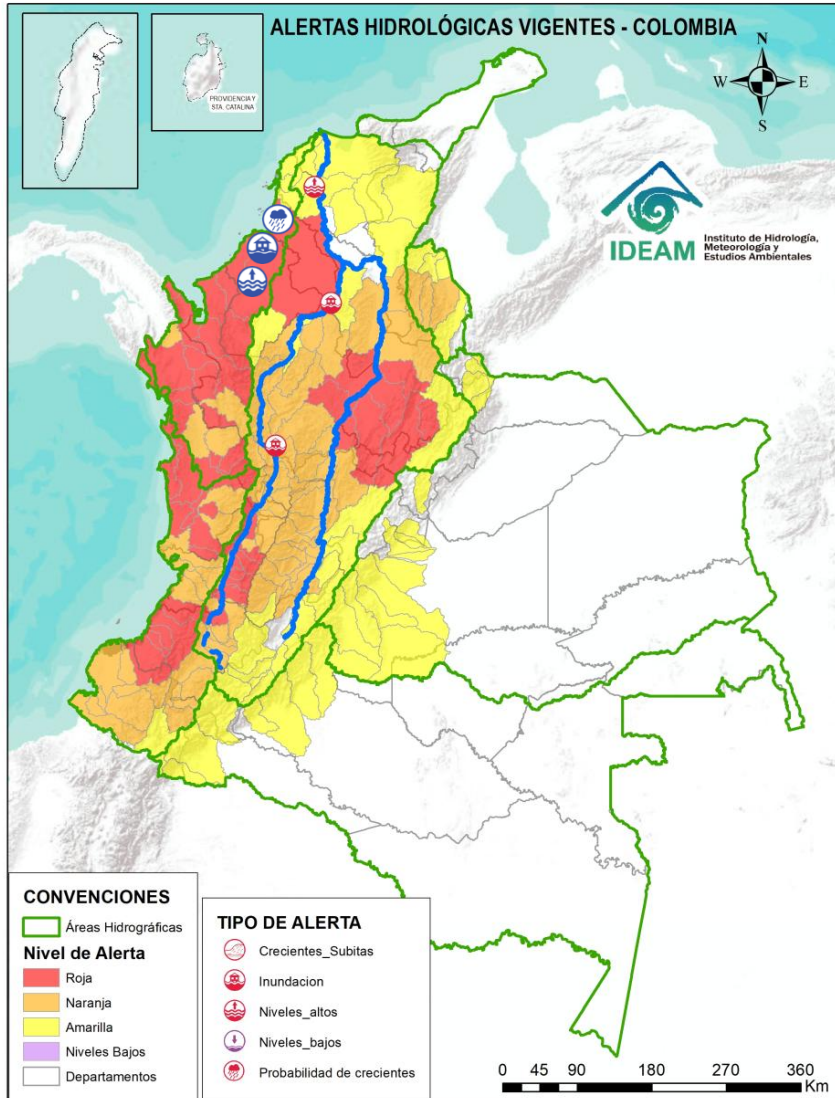 ALERTAS HIDROLÓGICAS VIGENTES - COLOMBIA
PROVIDENCIA Y
STA. CATALINA
N
W
E
S
IDEAM
Instituto de Hidrología,
Meteorología y
Estudios Ambientales
CONVENCIONES
Áreas Hidrográficas
Nivel de Alerta
Roja
Naranja
Amarilla
Niveles Bajos
Departamentos
TIPO DE ALERTA
Crecientes_Subitas
Inundacion
Niveles_altos
Niveles_bajos
Probabilidad de crecientes
0 45 90 180 270 360
Km